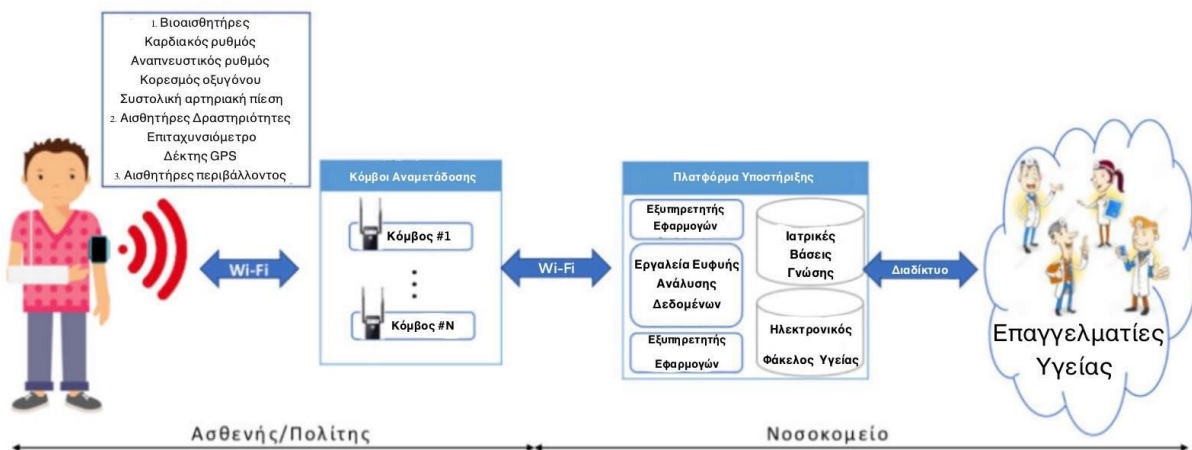 1. Βιοαισθητήρες
Καρδιακός ρυθμός
Αναπνευστικός ρυθμός
Κορεσμός οξυγόνου
Συστολική αρτηριακή πίεση
2. Αισθητήρες Δραστηριότητες
Επιταχυνσιόμετρο
Δέκτης GPS
3. Αισθητήρες περιβάλλοντος
Wi-Fi
Κόμβοι Αναμετάδοσης
Κόμβος #1
Κόμβος #N
Wi-Fi
Πλατφόρμα Υποστήριξης
Εξυπηρετητής
Εφαρμογών
Εργαλεία Ευφυής
Ανάλυσης
Δεδομένων
Εξυπηρετητής
Εφαρμογών
Ιατρικές
Βάσεις
Γνώσης
Ηλεκτρονικός
Φάκελος Υγείας
Διαδίκτυο
Επαγγελματίες
Υγείας
Ασθενής/Πολίτης
Νοσοκομείο